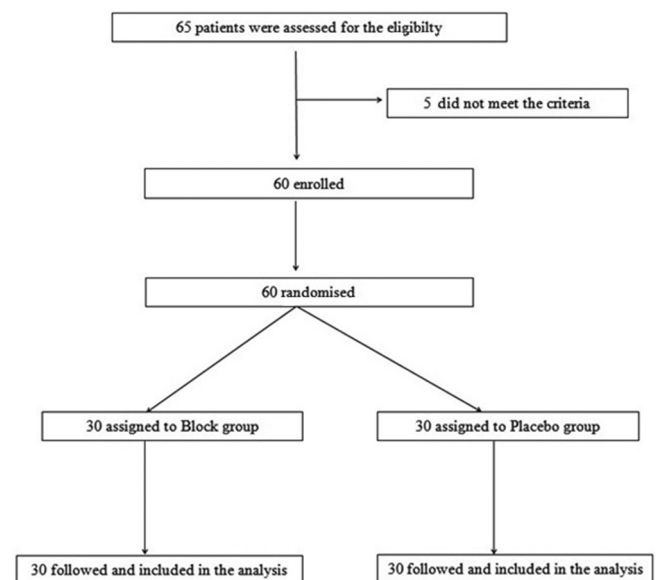 65 patients were assessed for the eligibilty
5 did not meet the criteria
60 enrolled
60 randomised
30 assigned to Block group
30 assigned to Placebo group
30 followed and included in the analysis
30 followed and included in the analysis